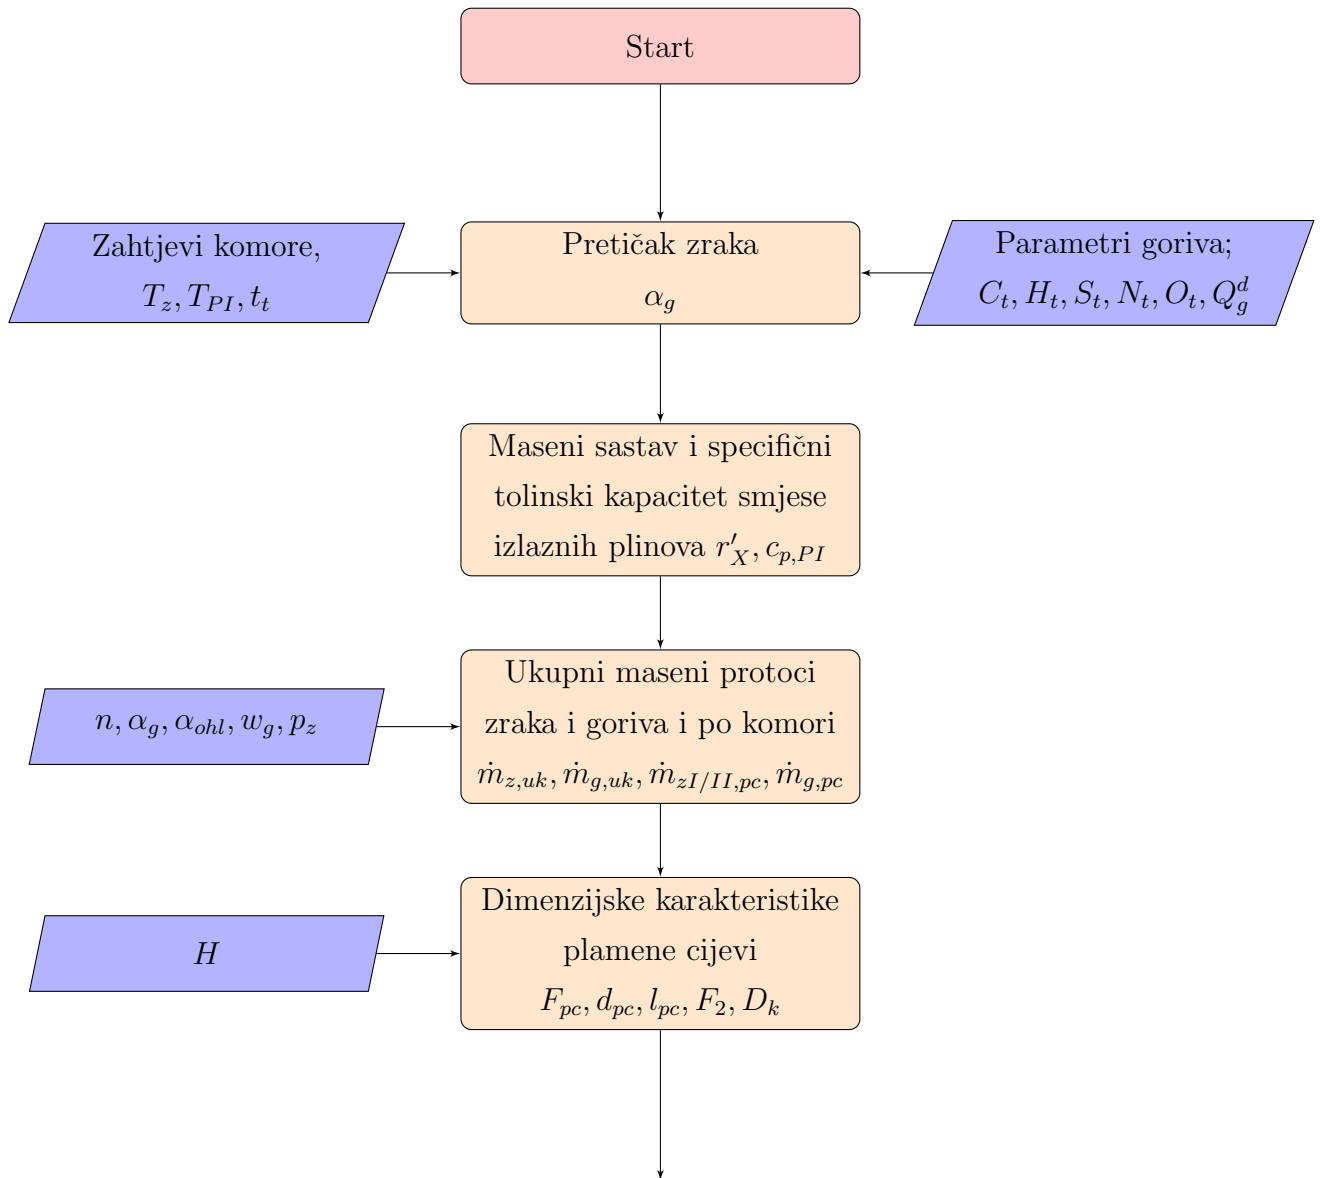 Start
Zahtjevi komore,
T_z, T_{PI}, t_t
Pretičak zraka
α_g
Parametri goriva;
C_t, H_t, S_t, N_t, O_t, Q_g^d
Maseni sastav i specifični
tolinski kapacitet smjese
izlaznih plinova r'_X, c_{p,PI}
n, α_g, α_{ohl}, w_g, p_z
Ukupni maseni protoci
zraka i goriva i po komori
ṁ_{z,uk}, ṁ_{g,uk}, ṁ_{zI/II,pc}, ṁ_{g,pc}
H
Dimenzijske karakteristike
plamene cijevi
F_{pc}, d_{pc}, l_{pc}, F_2, D_k